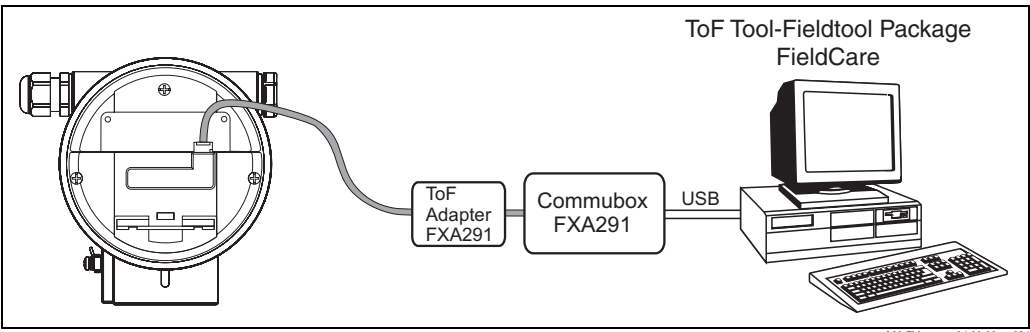 ToF Tool-Fieldtool Package
FieldCare
ToF
Adapter
FXA291
Commubox
FXA291
USB